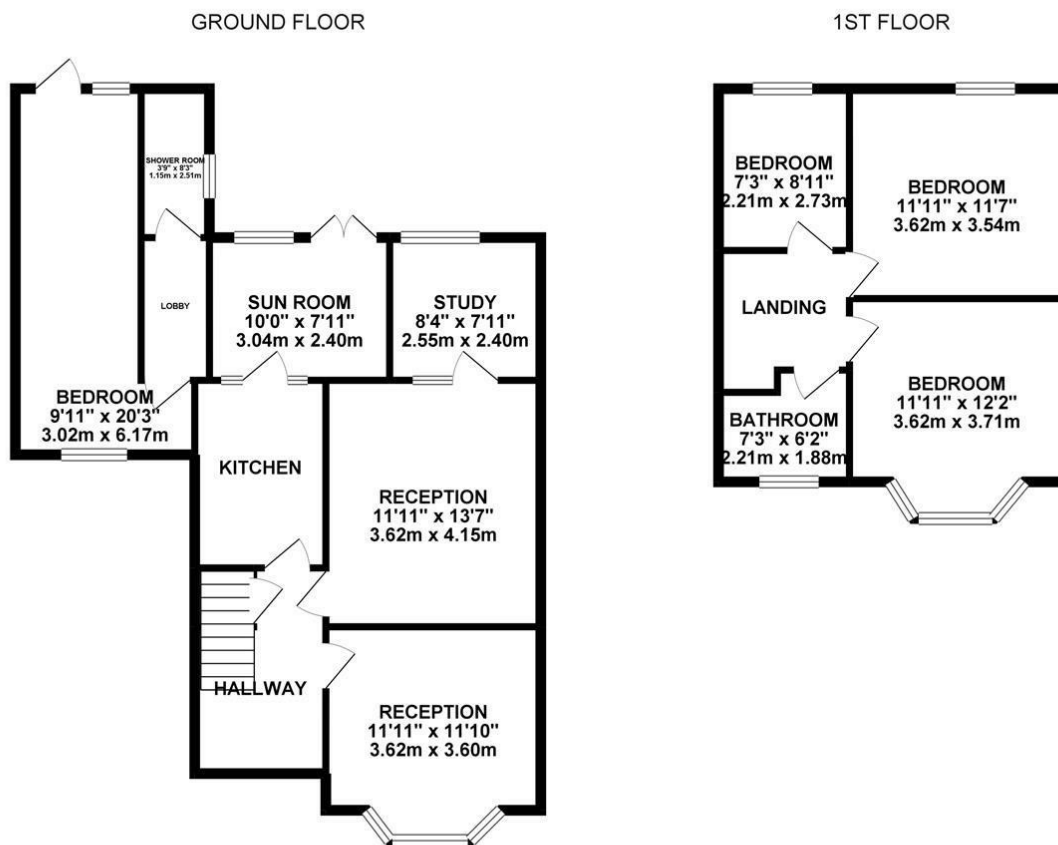 GROUND FLOOR
SHOWER ROOM
3'9" x 8'3"
1.15m x 2.51m
LOBBY
SUN ROOM
10'0" x 7'11"
3.04m x 2.40m
STUDY
8'4" x 7'11"
2.55m x 2.40m
BEDROOM
9'11" x 20'3"
3.02m x 6.17m
KITCHEN
RECEPTION
11'11" x 13'7"
3.62m x 4.15m
HALLWAY
RECEPTION
11'11" x 11'10"
3.62m x 3.60m
1ST FLOOR
BEDROOM
7'3" x 8'11"
2.21m x 2.73m
BEDROOM
11'11" x 11'7"
3.62m x 3.54m
LANDING
BEDROOM
11'11" x 12'2"
3.62m x 3.71m
BATHROOM
7'3" x 6'2"
2.21m x 1.88m